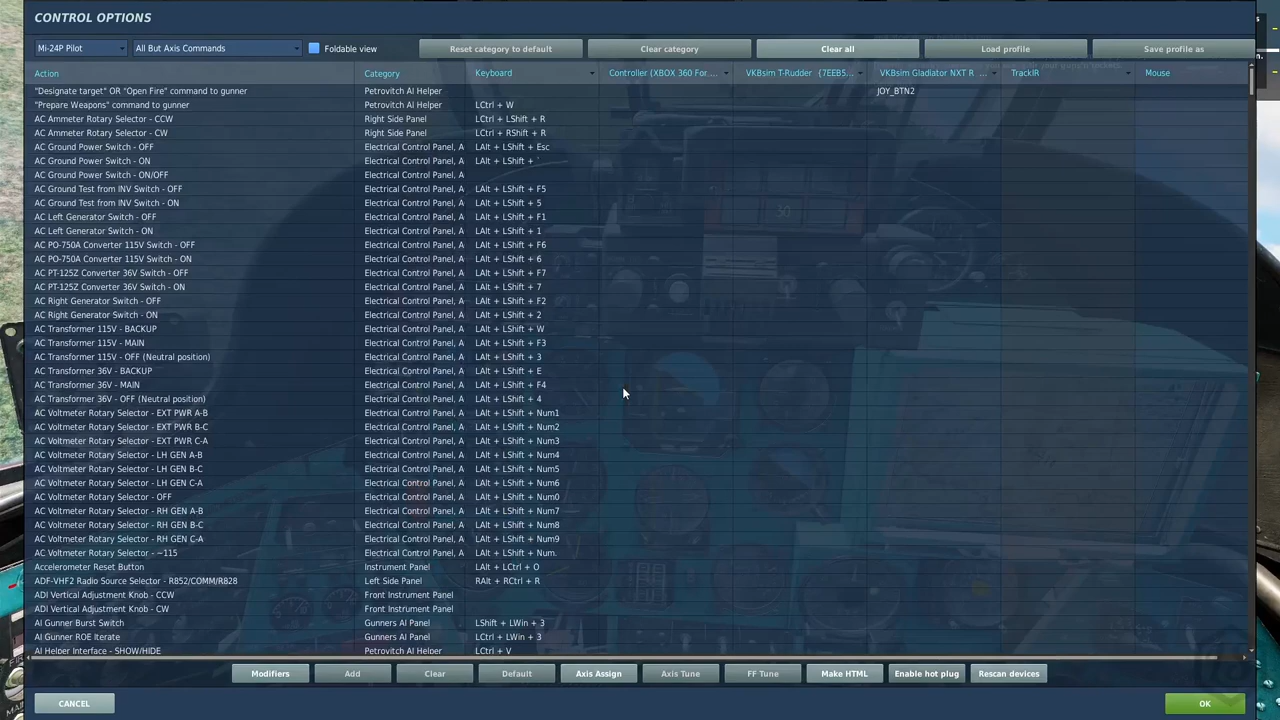 CONTROL OPTIONS
Mi-24P Pilot All But Axis Commands Foldable view Reset category to default Clear category Clear all Load profile Save profile as
Action Category Keyboard Controller (XBOX 360 For... VKBsim T-Rudder {7EEB5... VKBsim Gladiator NXT R ... TrackIR Mouse
"Designate target" OR "Open Fire" command to gunner Petrovitch AI Helper JOY_BTN2
"Prepare Weapons" command to gunner Petrovitch AI Helper LCtrl + W
AC Ammeter Rotary Selector - CCW Right Side Panel LCtrl + LShift + R
AC Ammeter Rotary Selector - CW Right Side Panel LCtrl + RShift + R
AC Ground Power Switch - OFF Electrical Control Panel, A LAlt + LShift + Esc
AC Ground Power Switch - ON Electrical Control Panel, A LAlt + LShift + `
AC Ground Power Switch - ON/OFF Electrical Control Panel, A
AC Ground Test from INV Switch - OFF Electrical Control Panel, A LAlt + LShift + F5
AC Ground Test from INV Switch - ON Electrical Control Panel, A LAlt + LShift + 5
AC Left Generator Switch - OFF Electrical Control Panel, A LAlt + LShift + F1
AC Left Generator Switch - ON Electrical Control Panel, A LAlt + LShift + 1
AC PO-750A Converter 115V Switch - OFF Electrical Control Panel, A LAlt + LShift + F6
AC PO-750A Converter 115V Switch - ON Electrical Control Panel, A LAlt + LShift + 6
AC PT-125Z Converter 36V Switch - OFF Electrical Control Panel, A LAlt + LShift + F7
AC PT-125Z Converter 36V Switch - ON Electrical Control Panel, A LAlt + LShift + 7
AC Right Generator Switch - OFF Electrical Control Panel, A LAlt + LShift + F2
AC Right Generator Switch - ON Electrical Control Panel, A LAlt + LShift + 2
AC Transformer 115V - BACKUP Electrical Control Panel, A LAlt + LShift + W
AC Transformer 115V - MAIN Electrical Control Panel, A LAlt + LShift + F3
AC Transformer 115V - OFF (Neutral position) Electrical Control Panel, A LAlt + LShift + 3
AC Transformer 36V - BACKUP Electrical Control Panel, A LAlt + LShift + E
AC Transformer 36V - MAIN Electrical Control Panel, A LAlt + LShift + F4
AC Transformer 36V - OFF (Neutral position) Electrical Control Panel, A LAlt + LShift + 4
AC Voltmeter Rotary Selector - EXT PWR A-B Electrical Control Panel, A LAlt + LShift + Num1
AC Voltmeter Rotary Selector - EXT PWR B-C Electrical Control Panel, A LAlt + LShift + Num2
AC Voltmeter Rotary Selector - EXT PWR C-A Electrical Control Panel, A LAlt + LShift + Num3
AC Voltmeter Rotary Selector - LH GEN A-B Electrical Control Panel, A LAlt + LShift + Num4
AC Voltmeter Rotary Selector - LH GEN B-C Electrical Control Panel, A LAlt + LShift + Num5
AC Voltmeter Rotary Selector - LH GEN C-A Electrical Control Panel, A LAlt + LShift + Num6
AC Voltmeter Rotary Selector - OFF Electrical Control Panel, A LAlt + LShift + Num0
AC Voltmeter Rotary Selector - RH GEN A-B Electrical Control Panel, A LAlt + LShift + Num7
AC Voltmeter Rotary Selector - RH GEN B-C Electrical Control Panel, A LAlt + LShift + Num8
AC Voltmeter Rotary Selector - RH GEN C-A Electrical Control Panel, A LAlt + LShift + Num9
AC Voltmeter Rotary Selector - ~115 Electrical Control Panel, A LAlt + LShift + Num.
Accelerometer Reset Button Instrument Panel LAlt + LCtrl + O
ADF-VHF2 Radio Source Selector - R852/COMM/R828 Left Side Panel RAlt + RCtrl + R
ADI Vertical Adjustment Knob - CCW Front Instrument Panel
ADI Vertical Adjustment Knob - CW Front Instrument Panel
AI Gunner Burst Switch Gunners AI Panel LShift + LWin + 3
AI Gunner ROE Iterate Gunners AI Panel LCtrl + LWin + 3
AI Helper Interface - SHOW/HIDE Petrovitch AI Helper LCtrl + V
Modifiers Add Clear Default Axis Assign Axis Tune FF Tune Make HTML Enable hot plug Rescan devices
CANCEL OK